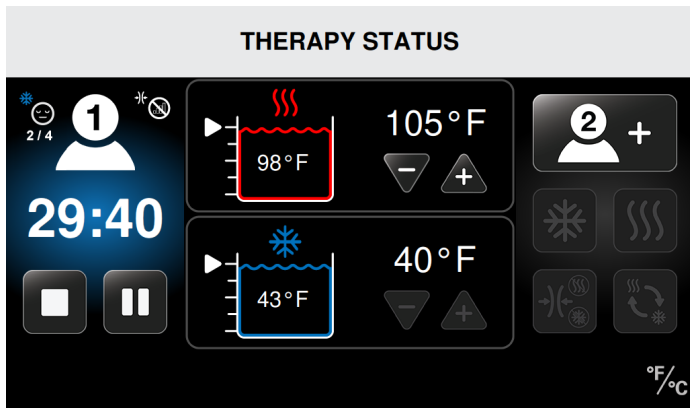 THERAPY STATUS
1
2 / 4
29:40
105°F
98°F
40°F
43°F
2 +
°F/°C